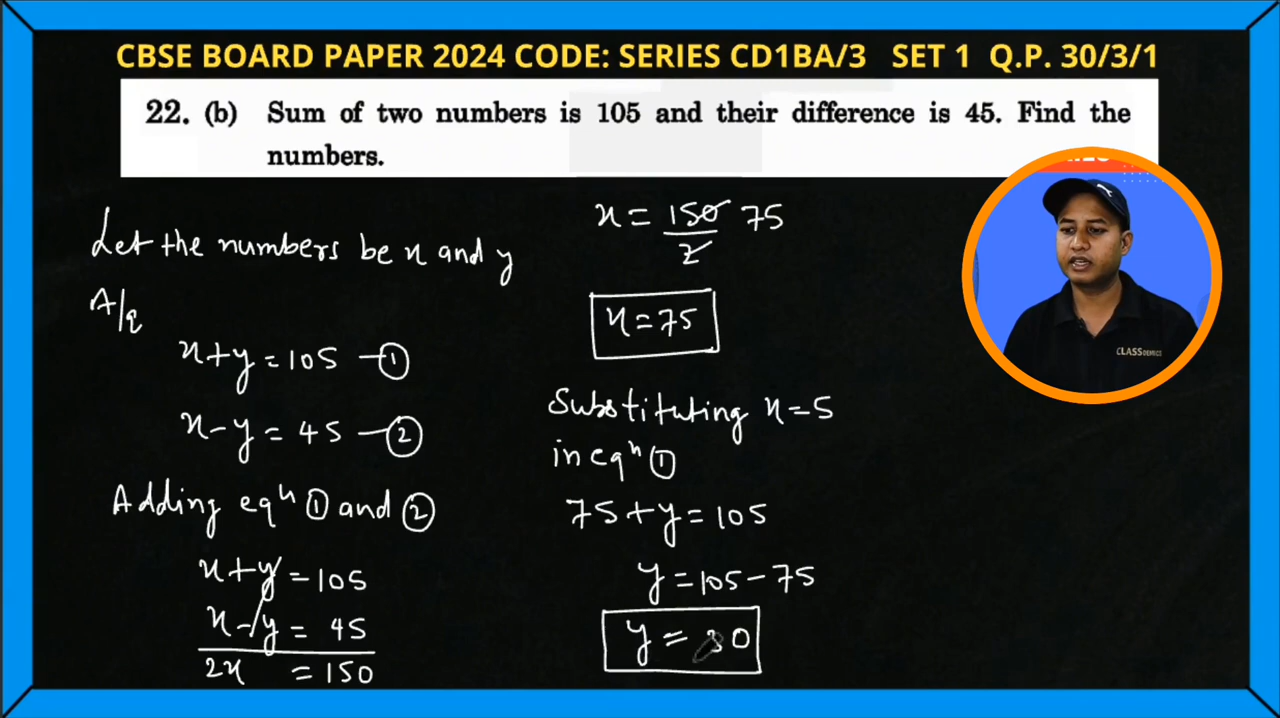 CBSE BOARD PAPER 2024 CODE: SERIES CD1BA/3 SET 1 Q.P. 30/3/1
22. (b) Sum of two numbers is 105 and their difference is 45. Find the
numbers.
Let the numbers be x and y
A/q
x+y=105 —①
x-y=45 —②
Adding eqⁿ ① and ②
x+y=105
x-y=45
2x =150
x=150/2 75
x=75
Substituting x=5
in eqⁿ ①
75+y=105
y=105-75
y=30
CLASSDEMICS